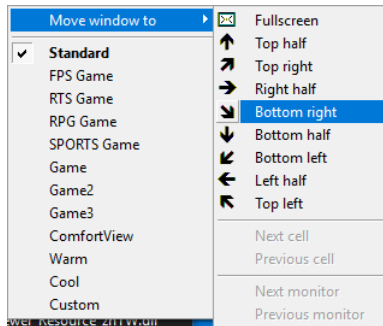 Move window to
Standard
FPS Game
RTS Game
RPG Game
SPORTS Game
Game
Game2
Game3
ComfortView
Warm
Cool
Custom
Fullscreen
Top half
Top right
Right half
Bottom right
Bottom half
Bottom left
Left half
Top left
Next cell
Previous cell
Next monitor
Previous monitor